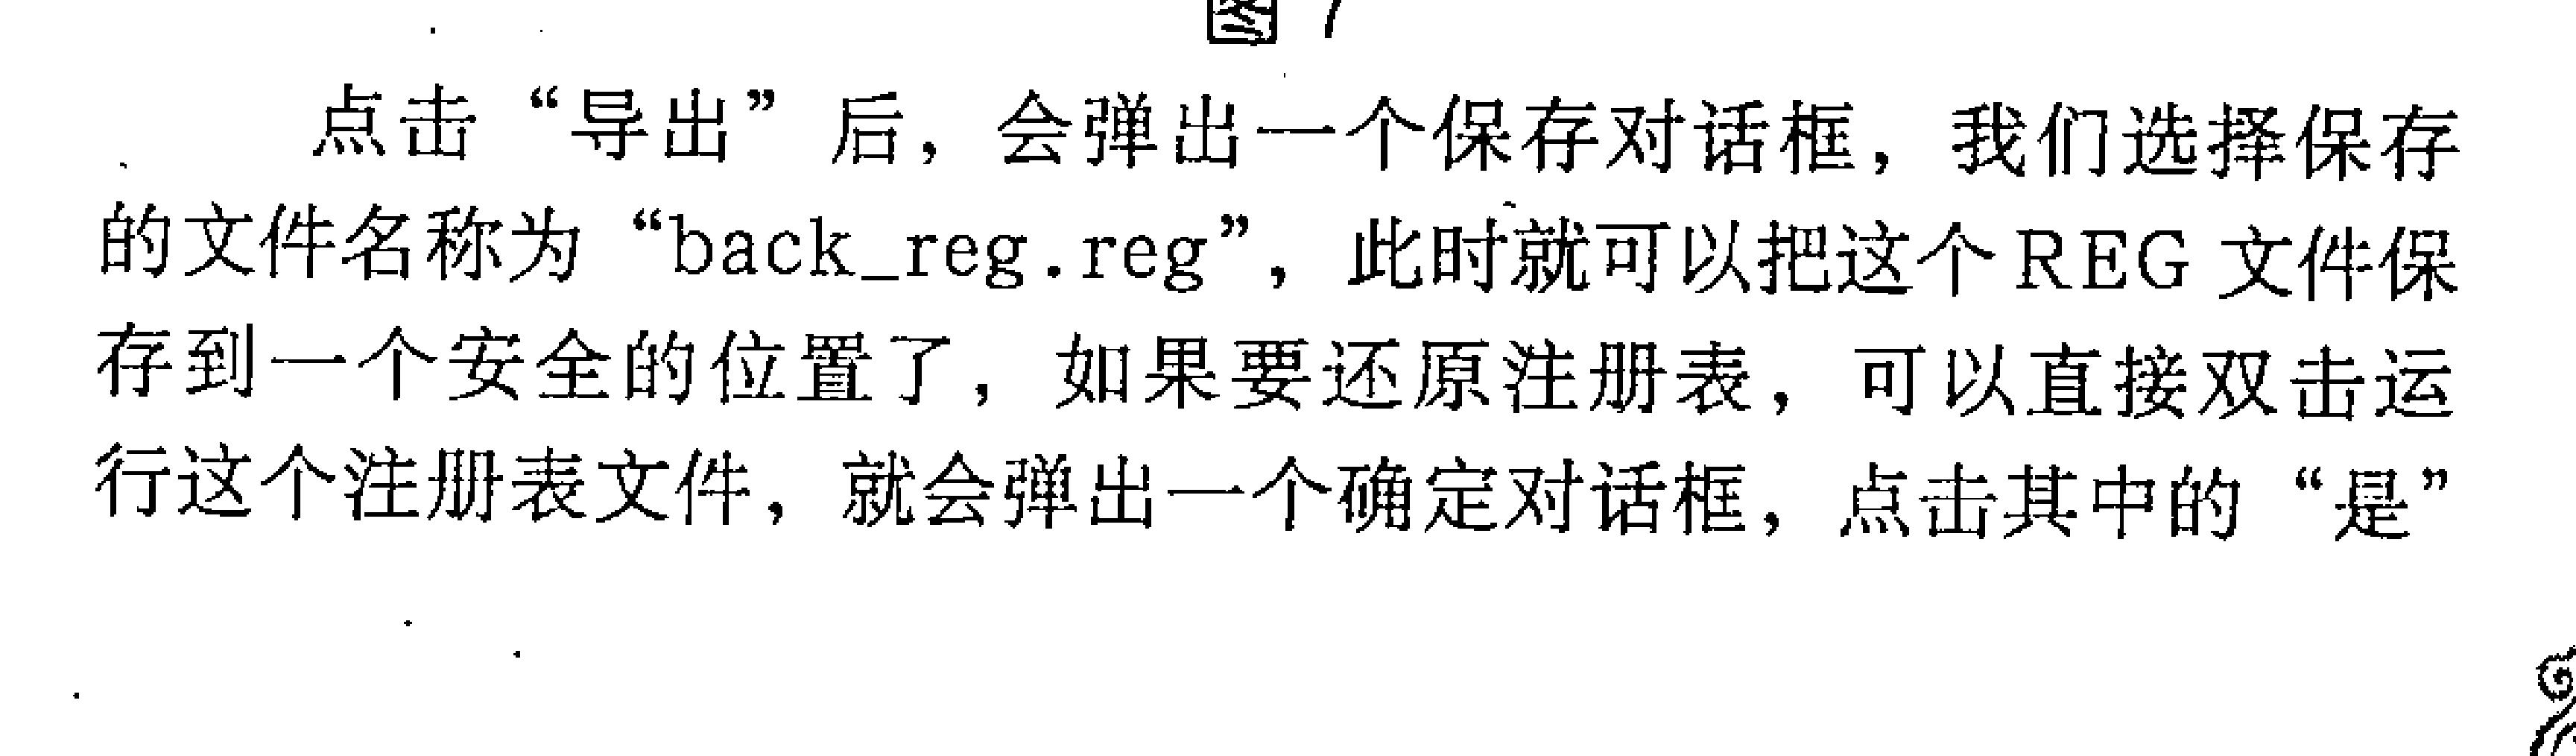 图 7
点击“导出”后，会弹出一个保存对话框，我们选择保存
的文件名称为“back_reg.reg”，此时就可以把这个REG文件保
存到一个安全的位置了，如果要还原注册表，可以直接双击运
行这个注册表文件，就会弹出一个确定对话框，点击其中的“是”